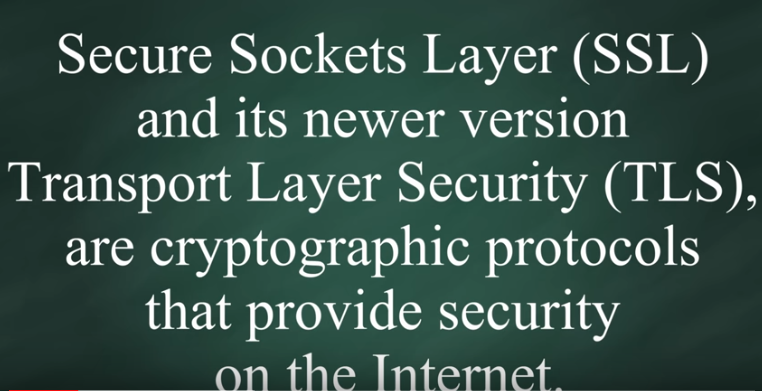 Secure Sockets Layer (SSL)
and its newer version
Transport Layer Security (TLS),
are cryptographic protocols
that provide security
on the Internet.